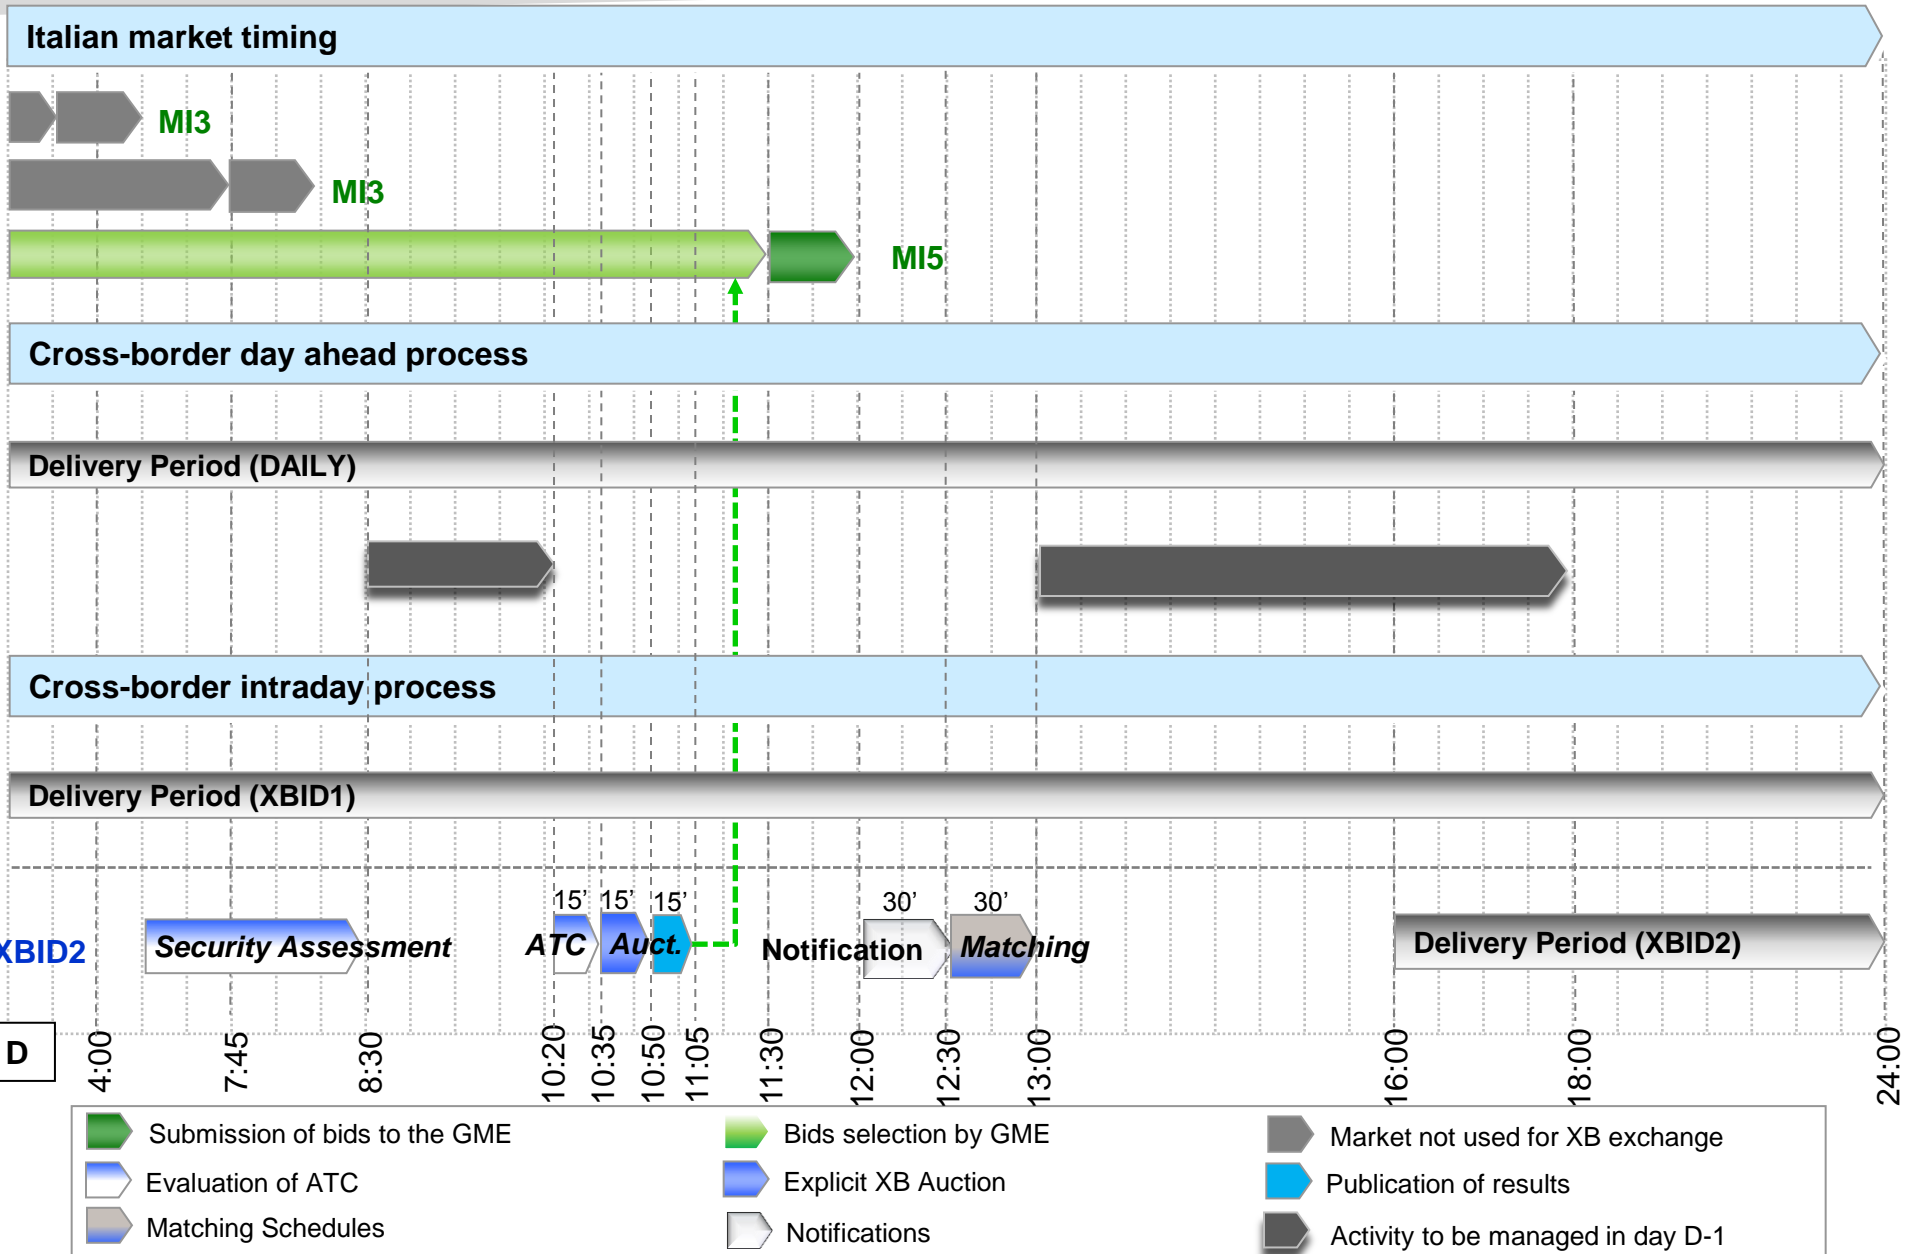 Italian market timing
MI3
MI3
MI5
Cross-border day ahead process
Delivery Period (DAILY)
Cross-border intraday process
Delivery Period (XBID1)
15' 15' 15' 30' 30'
XBID2 Security Assessment ATC Auct. Notification Matching Delivery Period (XBID2)
D 4:00 7:45 8:30 10:20 10:35 10:50 11:05 11:30 12:00 12:30 13:00 16:00 18:00 24:00
Submission of bids to the GME Bids selection by GME Market not used for XB exchange
Evaluation of ATC Explicit XB Auction Publication of results
Matching Schedules Notifications Activity to be managed in day D-1